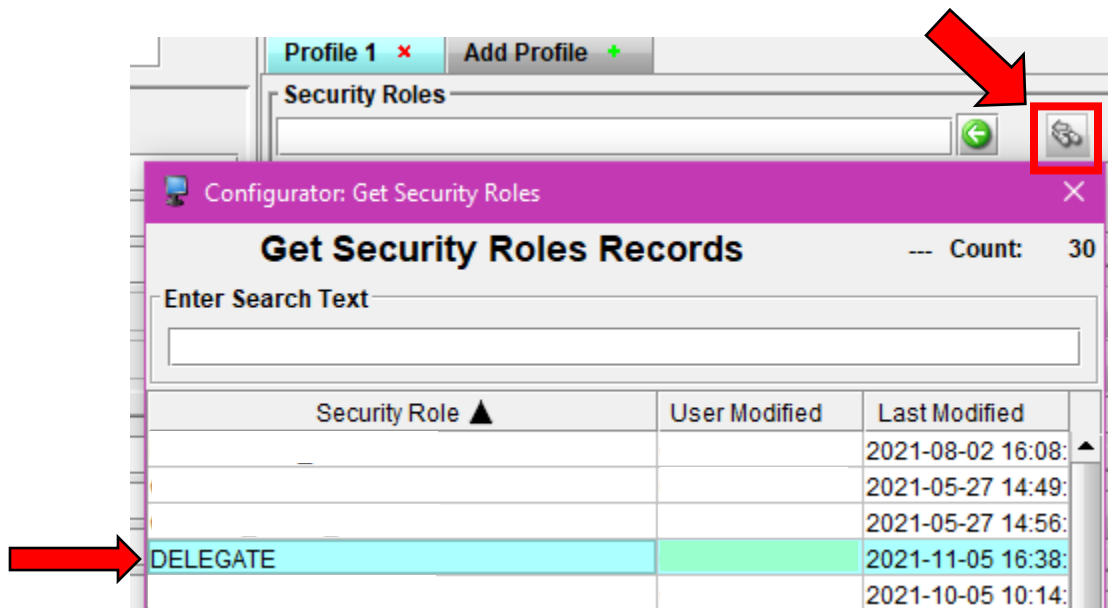 Profile 1 Add Profile
Security Roles
Configurator: Get Security Roles
Get Security Roles Records --- Count: 30
Enter Search Text
Security Role User Modified Last Modified
2021-08-02 16:08:
2021-05-27 14:49:
2021-05-27 14:56:
DELEGATE 2021-11-05 16:38:
2021-10-05 10:14: